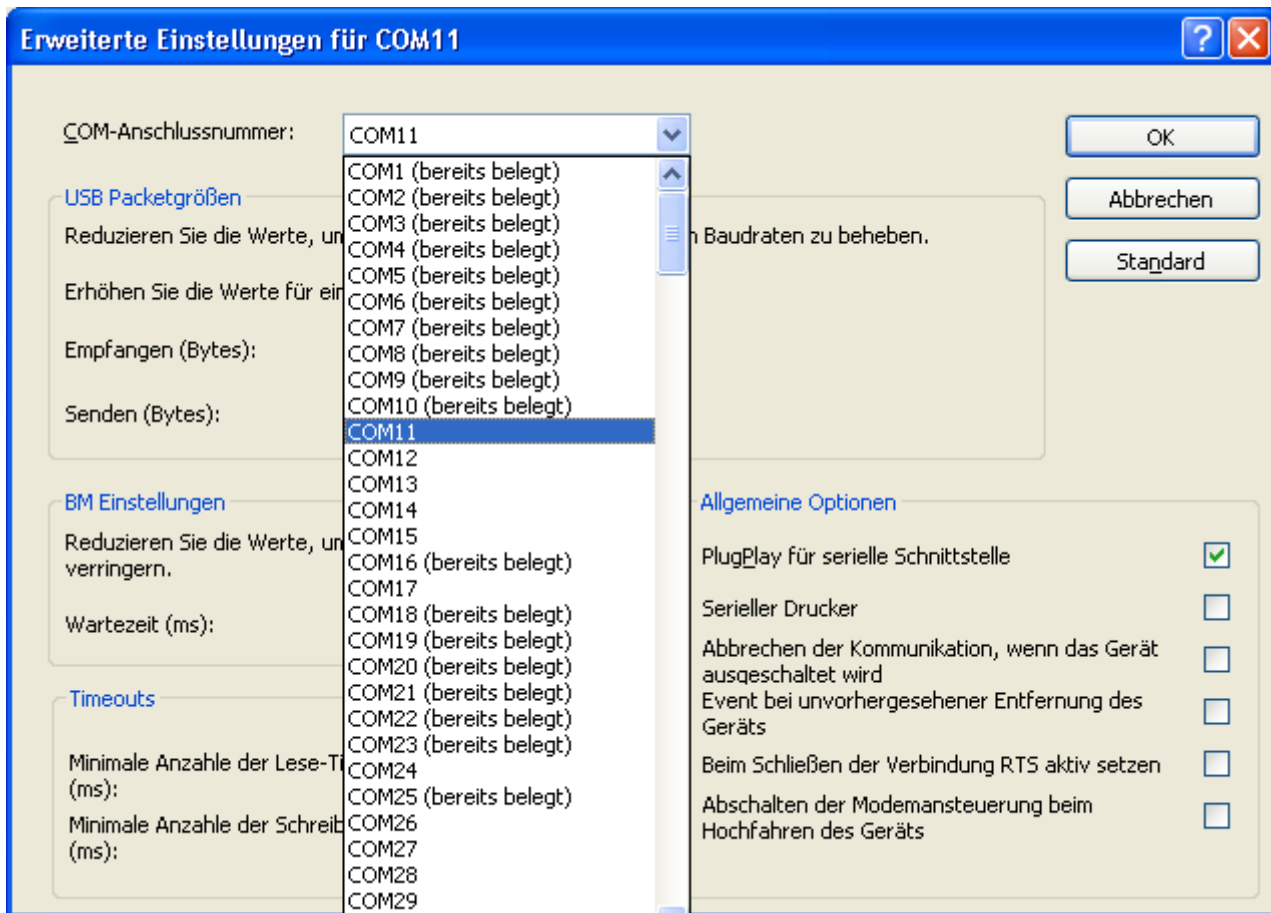 Erweiterte Einstellungen für COM11
COM-Anschlussnummer:
COM11
OK
Abbrechen
Standard
COM1 (bereits belegt)
COM2 (bereits belegt)
COM3 (bereits belegt)
COM4 (bereits belegt)
COM5 (bereits belegt)
COM6 (bereits belegt)
COM7 (bereits belegt)
COM8 (bereits belegt)
COM9 (bereits belegt)
COM10 (bereits belegt)
COM11
COM12
COM13
COM14
COM15
COM16 (bereits belegt)
COM17
COM18 (bereits belegt)
COM19 (bereits belegt)
COM20 (bereits belegt)
COM21 (bereits belegt)
COM22 (bereits belegt)
COM23 (bereits belegt)
COM24
COM25 (bereits belegt)
COM26
COM27
COM28
COM29
USB Packetgrößen
Reduzieren Sie die Werte, Baudraten zu beheben.
Erhöhen Sie die Werte für
Empfangen (Bytes):
Senden (Bytes):
BM Einstellungen
Reduzieren Sie die Werte,
verringern.
Wartezeit (ms):
Timeouts
Minimale Anzahle der
(ms):
Minimale Anzahle der
(ms):
Allgemeine Optionen
PlugPlay für serielle Schnittstelle
Serieller Drucker
Abbrechen der Kommunikation, wenn das Gerät
ausgeschaltet wird
Event bei unvorhergesehener Entfernung des
Geräts
Beim Schließen der Verbindung RTS aktiv setzen
Abschalten der Modemansteuerung beim
Hochfahren des Geräts